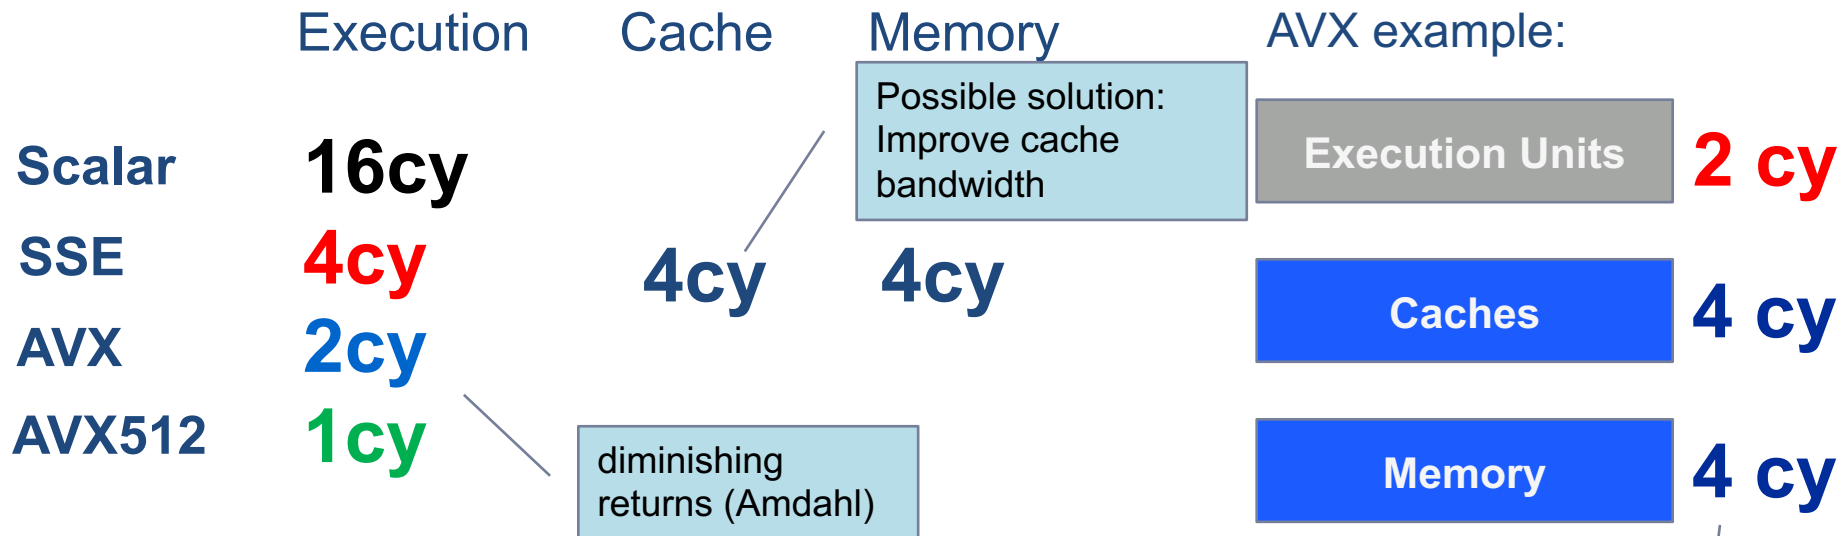 Execution Cache Memory AVX example:
Possible solution:
Improve cache
bandwidth
Scalar 16cy Execution Units 2 cy
SSE 4cy 4cy 4cy
Caches 4 cy
AVX 2cy
AVX512 1cy
diminishing
returns (Amdahl)
Memory 4 cy